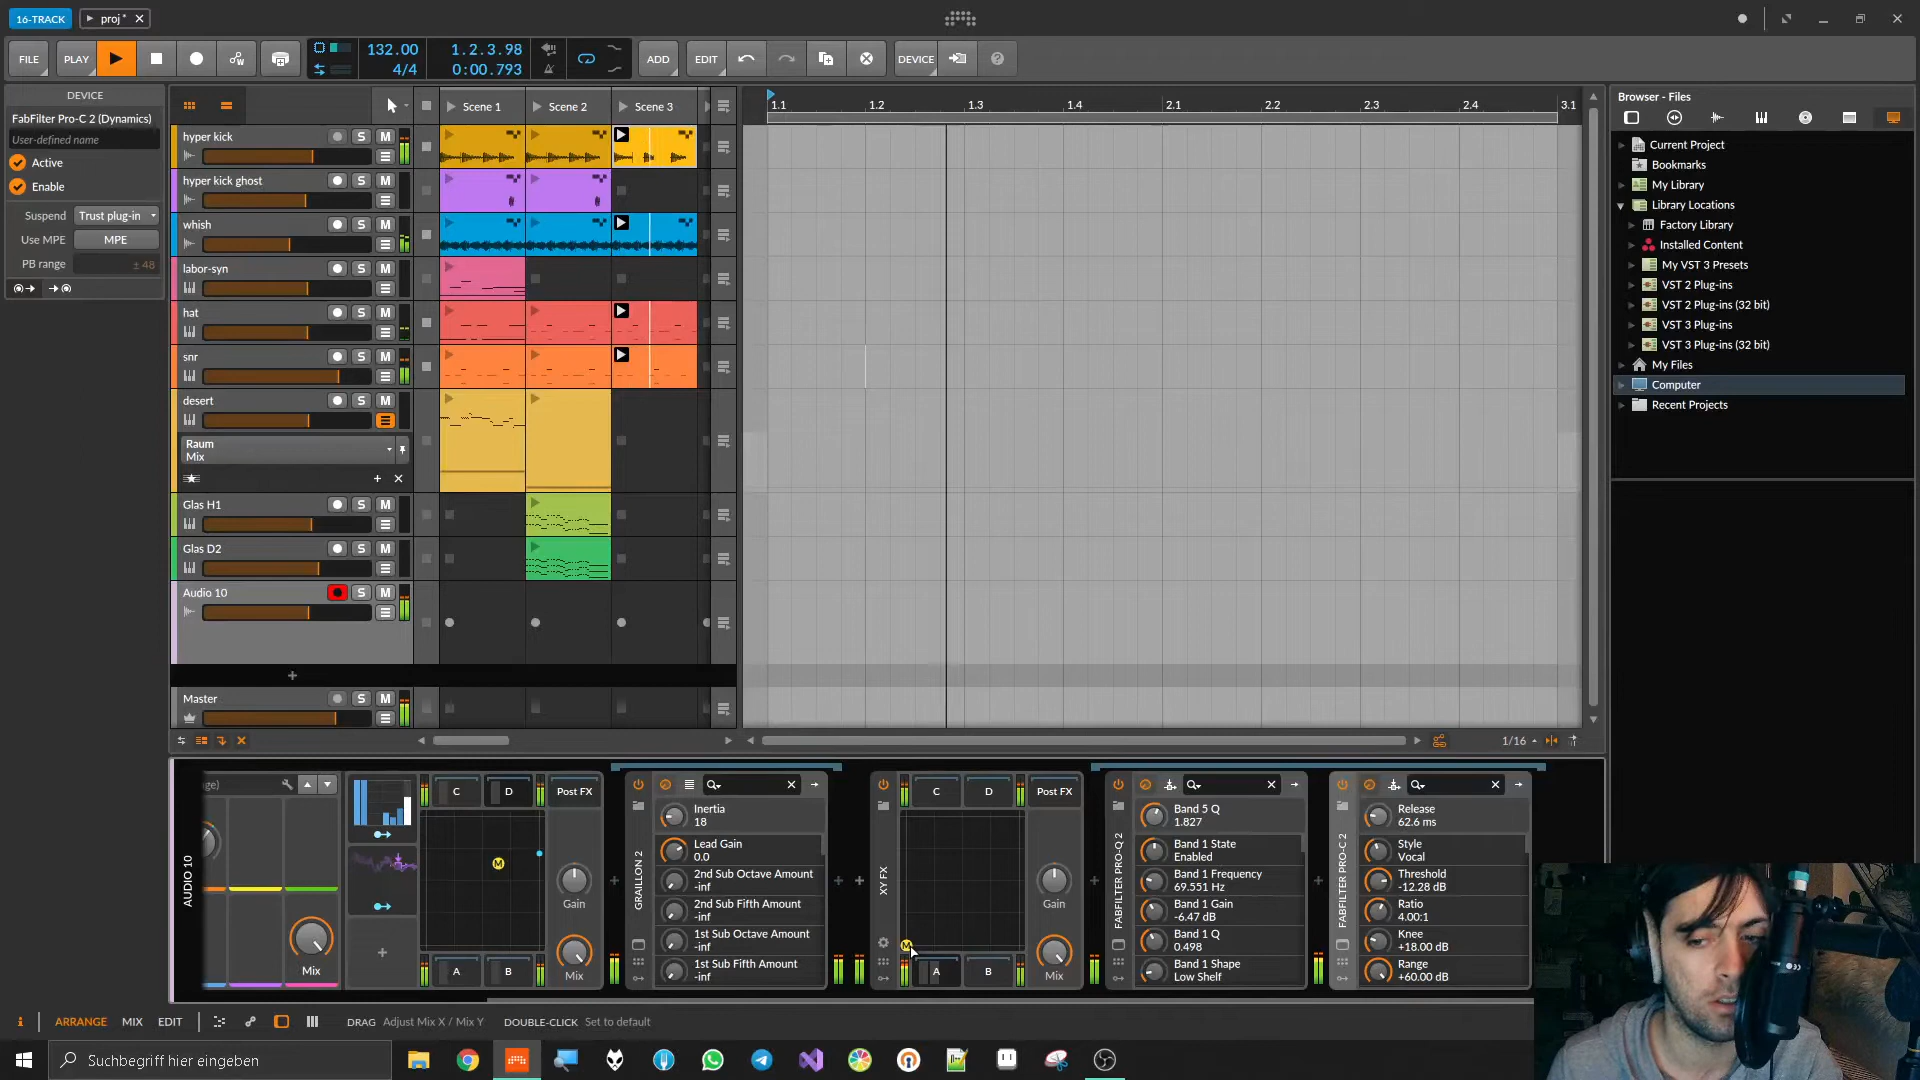 16-TRACK
proj*
FILE
PLAY
132.00
4/4
1.2.3.98
0:00.793
ADD
EDIT
DEVICE
DEVICE
FabFilter Pro-C 2 (Dynamics)
User-defined name
Active
Enable
Suspend
Trust plug-in
Use MPE
MPE
PB range
± 48
Scene 1
Scene 2
Scene 3
hyper kick
S
M
hyper kick ghost
S
M
whish
S
M
labor-syn
S
M
hat
S
M
snr
S
M
desert
S
M
Raum
Mix
Glas H1
S
M
Glas D2
S
M
Audio 10
S
M
Master
S
M
1.1
1.2
1.3
1.4
2.1
2.2
2.3
2.4
3.1
1/16
Browser - Files
Current Project
Bookmarks
My Library
Library Locations
Factory Library
Installed Content
My VST 3 Presets
VST 2 Plug-ins
VST 2 Plug-ins (32 bit)
VST 3 Plug-ins
VST 3 Plug-ins (32 bit)
My Files
Computer
Recent Projects
AUDIO 10
Mix
C
D
Post FX
M
Gain
A
B
Mix
GRAILLON 2
Inertia
18
Lead Gain
0.0
2nd Sub Octave Amount
-inf
2nd Sub Fifth Amount
-inf
1st Sub Octave Amount
-inf
1st Sub Fifth Amount
-inf
XY FX
C
D
Post FX
M
Gain
A
B
Mix
FABFILTER PRO-Q 2
Band 5 Q
1.827
Band 1 State
Enabled
Band 1 Frequency
69.551 Hz
Band 1 Gain
-6.47 dB
Band 1 Q
0.498
Band 1 Shape
Low Shelf
FABFILTER PRO-C 2
Release
62.6 ms
Style
Vocal
Threshold
-12.28 dB
Ratio
4.00:1
Knee
+18.00 dB
Range
+60.00 dB
ARRANGE
MIX
EDIT
DRAG
Adjust Mix X / Mix Y
DOUBLE-CLICK
Set to default
Suchbegriff hier eingeben